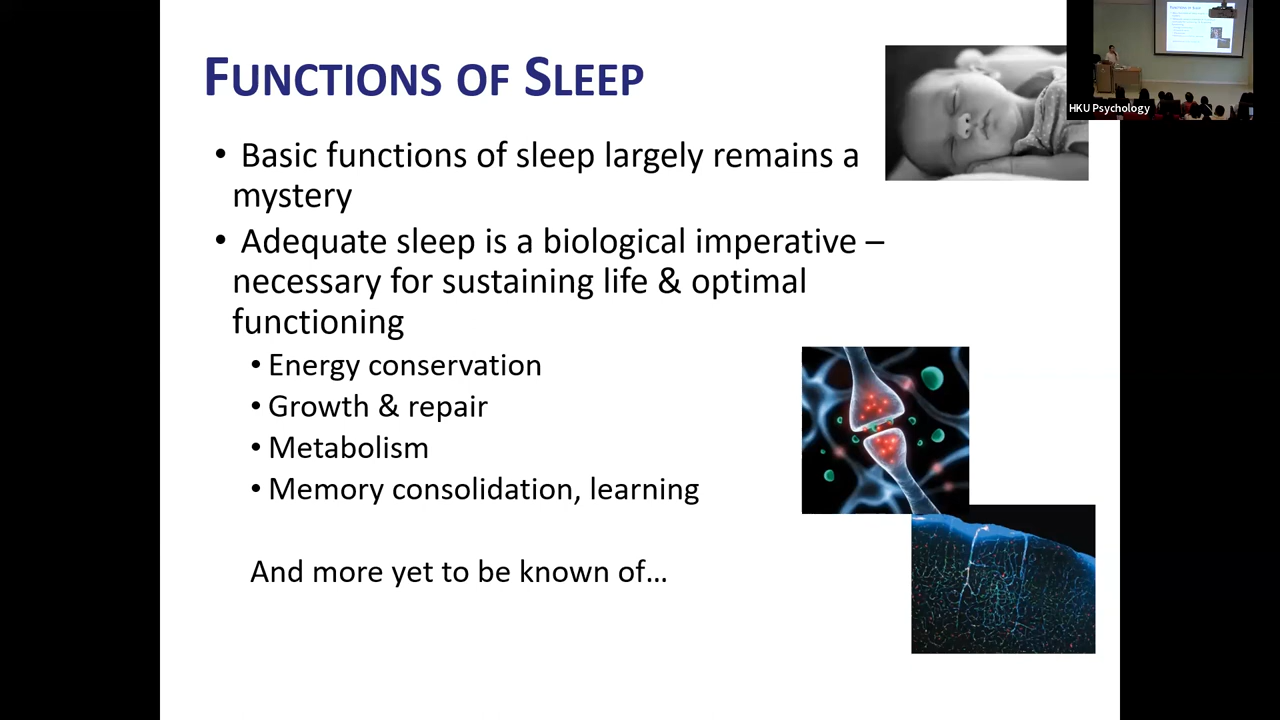 FUNCTIONS OF SLEEP
HKU Psychology
• Basic functions of sleep largely remains a
mystery
• Adequate sleep is a biological imperative –
necessary for sustaining life & optimal
functioning
• Energy conservation
• Growth & repair
• Metabolism
• Memory consolidation, learning
And more yet to be known of…